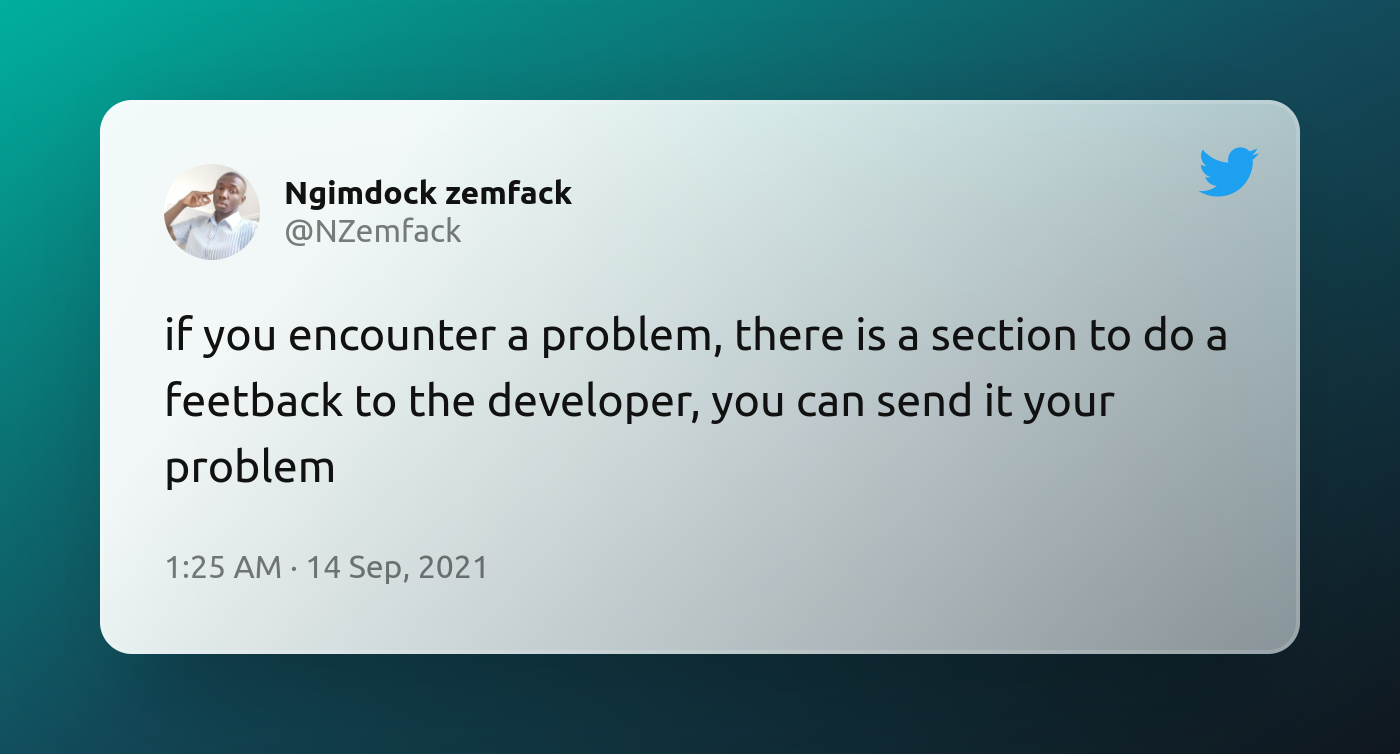 Ngimdock zemfack
@NZemfack
if you encounter a problem, there is a section to do a
feetback to the developer, you can send it your
problem
1:25 AM · 14 Sep, 2021